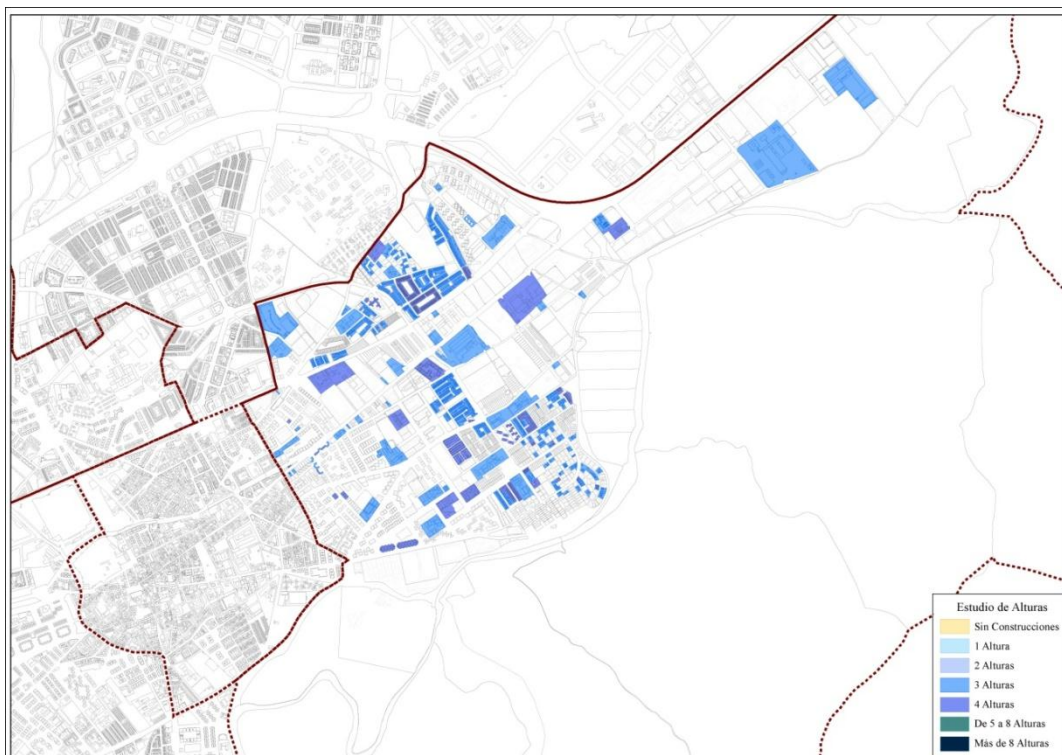 Estudio de Alturas
Sin Construcciones
1 Altura
2 Alturas
3 Alturas
4 Alturas
De 5 a 8 Alturas
Más de 8 Alturas